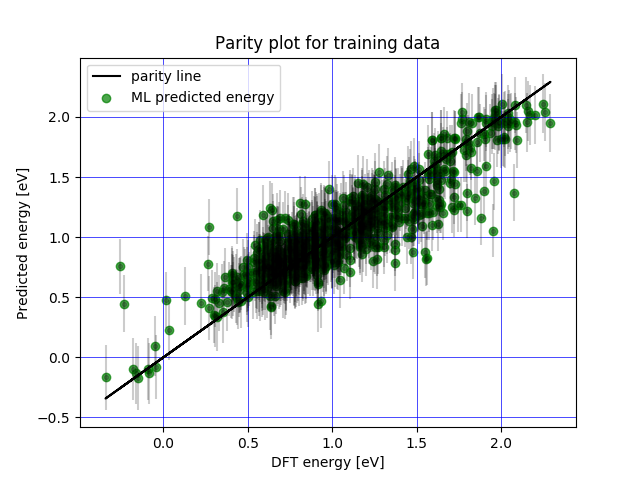 Parity plot for training data
parity line
ML predicted energy
Predicted energy [eV]
2.0
1.5
1.0
0.5
0.0
−0.5
0.0 0.5 1.0 1.5 2.0
DFT energy [eV]